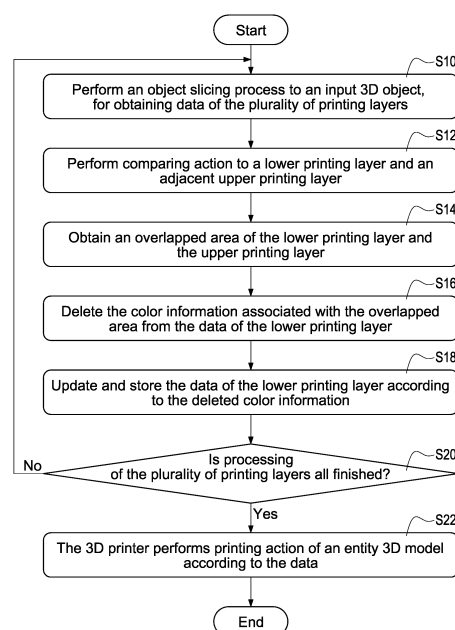 Start
S10
Perform an object slicing process to an input 3D object,
for obtaining data of the plurality of printing layers
S12
Perform comparing action to a lower printing layer and an
adjacent upper printing layer
S14
Obtain an overlapped area of the lower printing layer and
the upper printing layer
S16
Delete the color information associated with the overlapped
area from the data of the lower printing layer
S18
Update and store the data of the lower printing layer according
to the deleted color information
S20
Is processing
of the plurality of printing layers all finished?
No
Yes
S22
The 3D printer performs printing action of an entity 3D model
according to the data
End